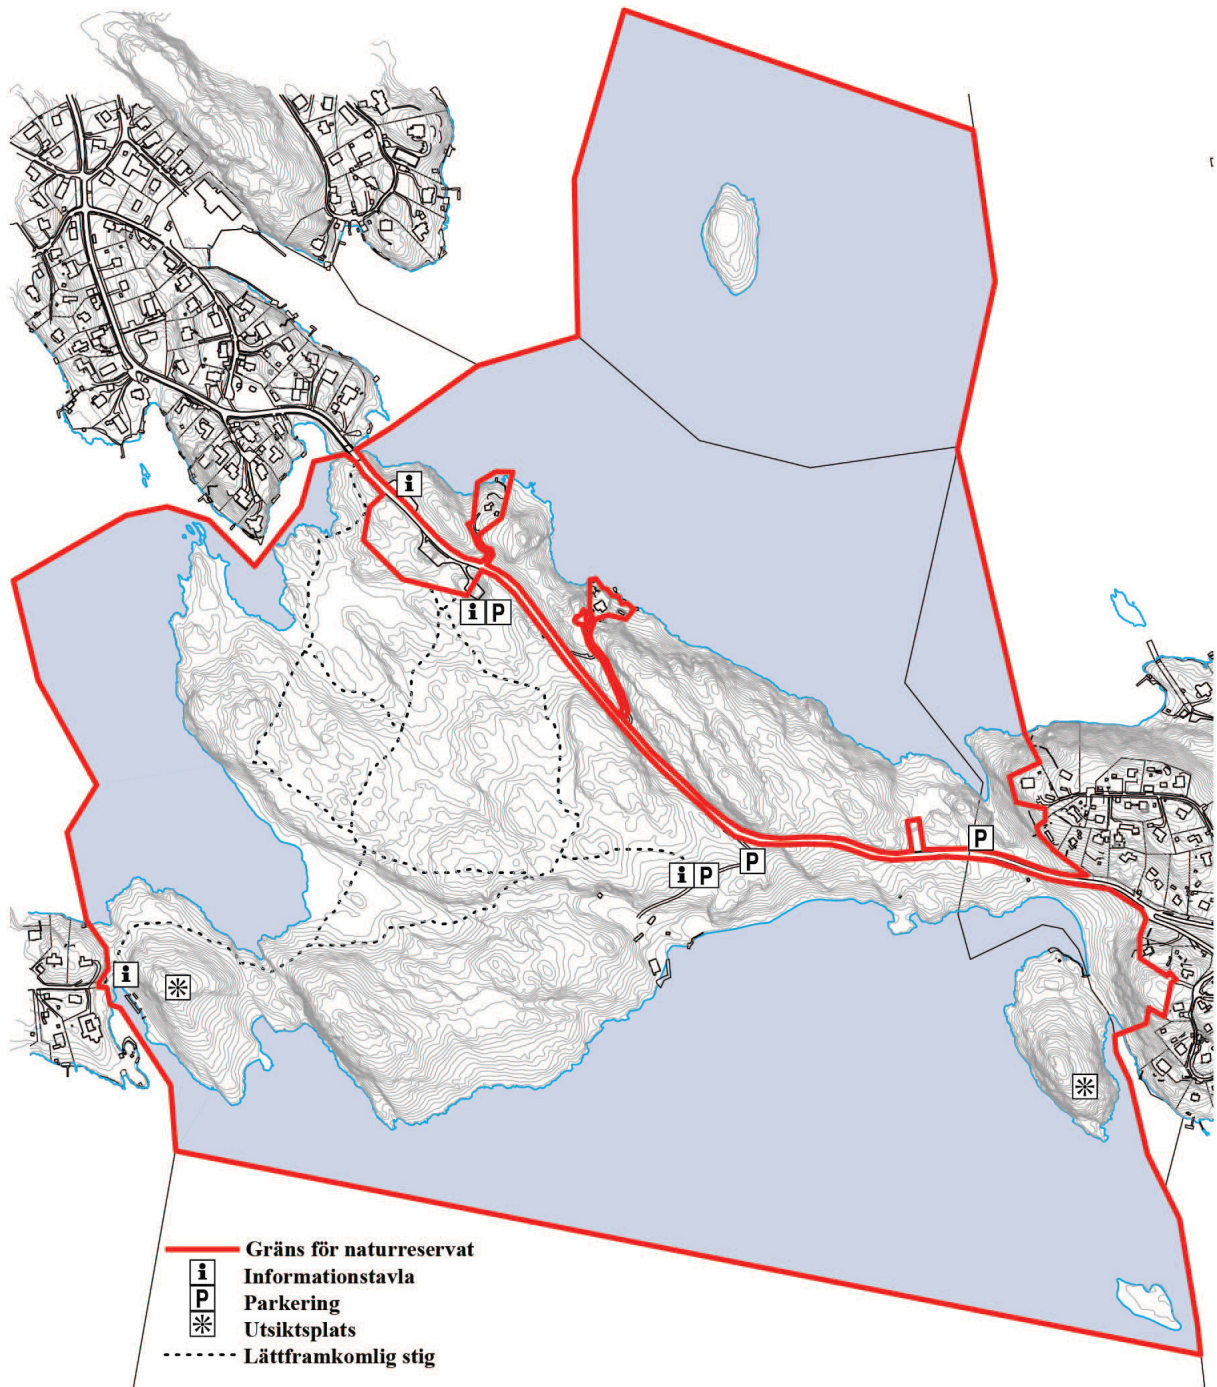 i
i P
P
P
i P
i
Gräns för naturreservat
i Informationstavla
P Parkering
Utsiktsplats
Lättframkomlig stig